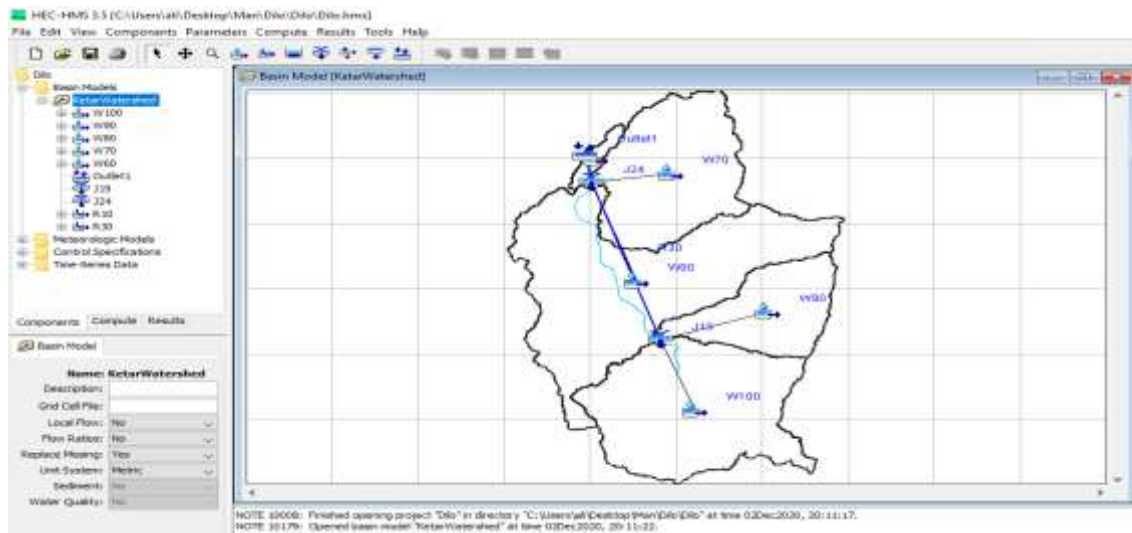 HEC-HMS 3.5 [C:\Users\ali\Desktop\Man\Dilo\Dilo\Dilo.hms]
File Edit View Components Parameters Compute Results Tools Help
Dilo
Basin Models
KetarWatershed
W100
W90
W80
W70
W60
Outlet1
J19
J24
R10
R30
Meteorologic Models
Control Specifications
Time-Series Data
Components Compute Results
Basin Model
Name: KetarWatershed
Description:
Grid Cell File:
Local Flow: No
Flow Ratios: No
Replace Missing: Yes
Unit System: Metric
Sediment: No
Water Quality: No
Basin Model [KetarWatershed]
Outlet1
J24
W70
R30
W90
J19
W100
NOTE 10008: Finished opening project "Dilo" in directory "C:\Users\ali\Desktop\Man\Dilo\Dilo" at time 02Dec2020, 20:11:17.
NOTE 10179: Opened basin model "KetarWatershed" at time 02Dec2020, 20:11:22.